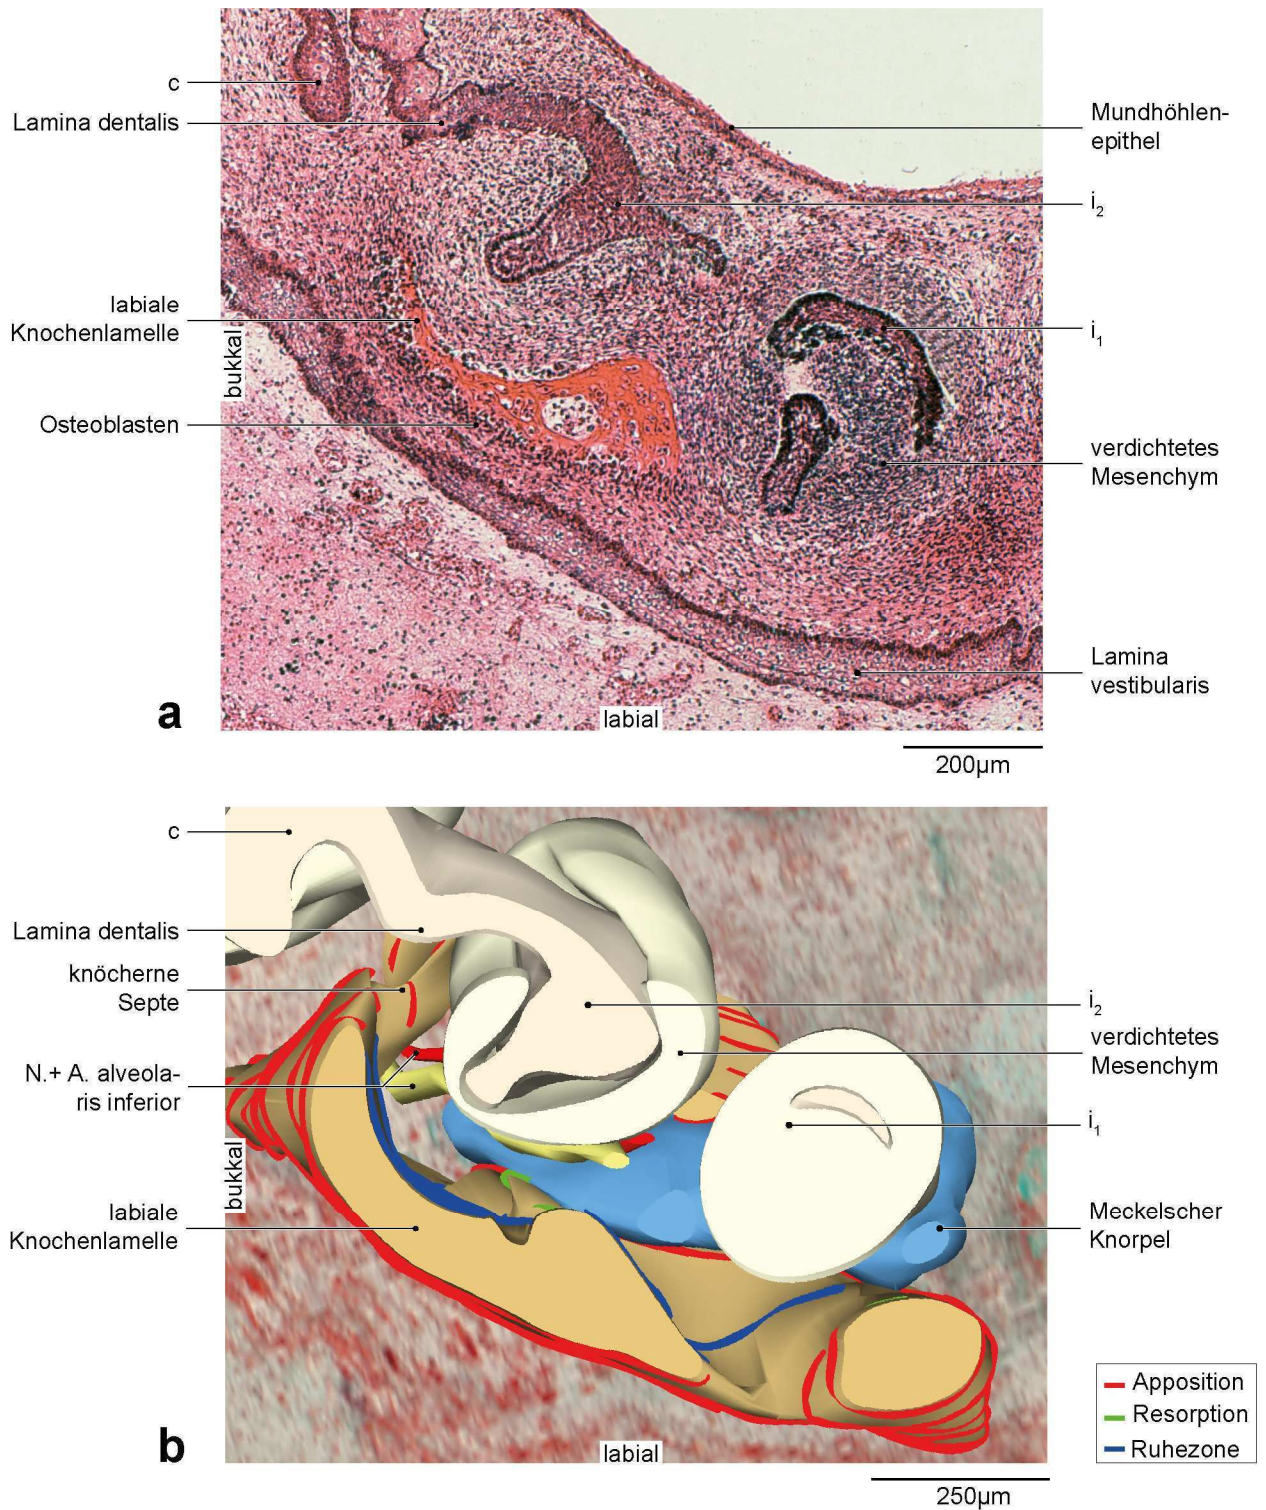 c
Lamina dentalis
labiale
Knochenlamelle
bukkal
Osteoblasten
Mundhöhlen-
epithel
i2
i1
verdichtetes
Mesenchym
Lamina
vestibularis
a
labial
200µm
c
Lamina dentalis
knöcherne
Septe
N.+ A. alveola-
ris inferior
bukkal
labiale
Knochenlamelle
i2
verdichtetes
Mesenchym
i1
Meckelscher
Knorpel
b
labial
Apposition
Resorption
Ruhezone
250µm